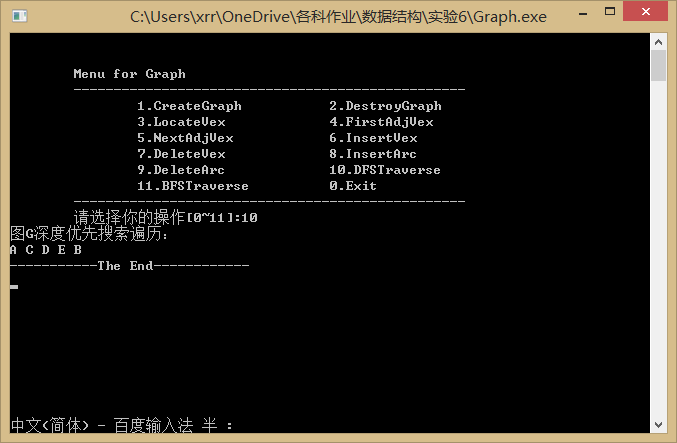 C:\Users\xrr\OneDrive\各科作业\数据结构\实验6\Graph.exe
Menu for Graph
-------------------------------------------------
1.CreateGraph 2.DestroyGraph
3.LocateVex 4.FirstAdjVex
5.NextAdjVex 6.InsertVex
7.DeleteVex 8.InsertArc
9.DeleteArc 10.DFSTraverse
11.BFSTraverse 0.Exit
-------------------------------------------------
请选择你的操作[0~11]:10
图G深度优先搜索遍历:
A C D E B
-----------The End------------
中文(简体) - 百度输入法 半 :